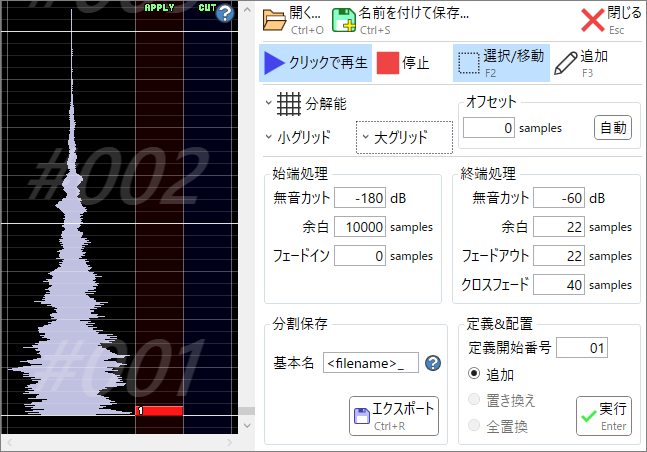 APPLY CUT
?
#002
#001
1
開く...
Ctrl+O
名前を付けて保存...
Ctrl+S
閉じる
Esc
クリックで再生
停止
選択/移動
F2
追加
F3
分解能
小グリッド
大グリッド
オフセット
0 samples
自動
始端処理
無音カット -180 dB
余白 10000 samples
フェードイン 0 samples
終端処理
無音カット -60 dB
余白 22 samples
フェードアウト 22 samples
クロスフェード 40 samples
分割保存
基本名 <filename>_ ?
エクスポート
Ctrl+R
定義&配置
定義開始番号 01
追加
置き換え
全置換
実行
Enter